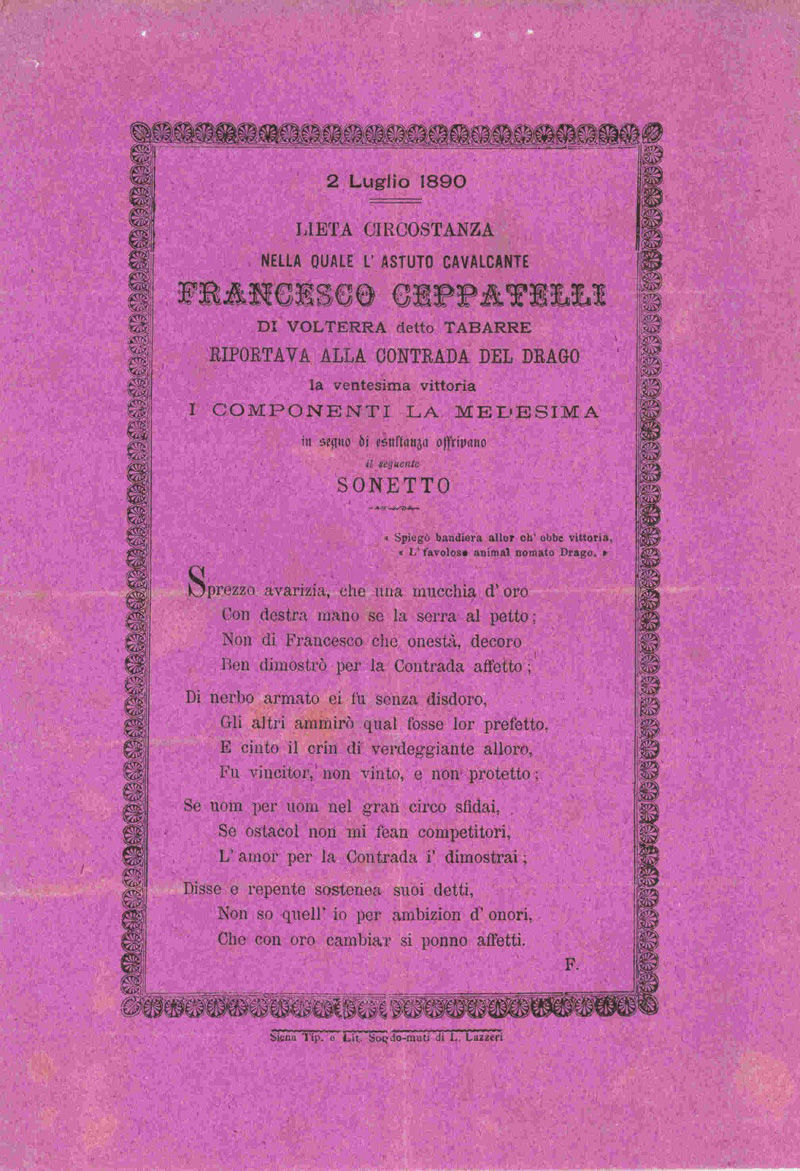 2 Luglio 1890
LIETA CIRCOSTANZA
NELLA QUALE L' ASTUTO CAVALCANTE
FRANCESCO CEPPATELLI
DI VOLTERRA detto TABARRE
RIPORTAVA ALLA CONTRADA DEL DRAGO
la ventesima vittoria
I COMPONENTI LA MEDESIMA
in segno di esultanza offrivano
il seguente
SONETTO
« Spiegò bandiera allor ch' ebbe vittoria,
« L' favoloso animal nomato Drago. »
Sprezzo avarizia, che una mucchia d' oro
Con destra mano se la serra al petto;
Non di Francesco che onestà, decoro
Ben dimostrò per la Contrada affetto;
Di nerbo armato ei fu senza disdoro,
Gli altri ammirò qual fosse lor prefetto.
E cinto il crin di verdeggiante alloro,
Fu vincitor, non vinto, e non protetto;
Se uom per uom nel gran circo sfidai,
Se ostacol non mi fean competitori,
L' amor per la Contrada i' dimostrai;
Disse e repente sostenea suoi detti,
Non so quell' io per ambizion d' onori,
Che con oro cambiar si ponno affetti.
F.
Siena Tip. e Lit. Sordo-muti di L. Lazzeri